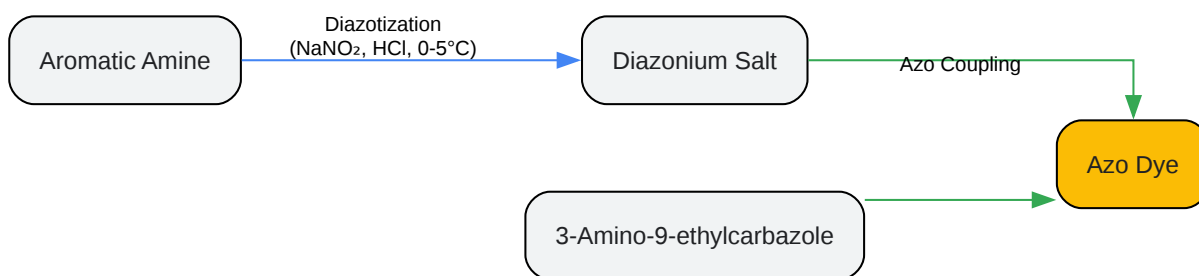 Diazotization
(NaNO₂, HCl, 0-5°C)
Aromatic Amine
Diazonium Salt
Azo Coupling
Azo Dye
3-Amino-9-ethylcarbazole